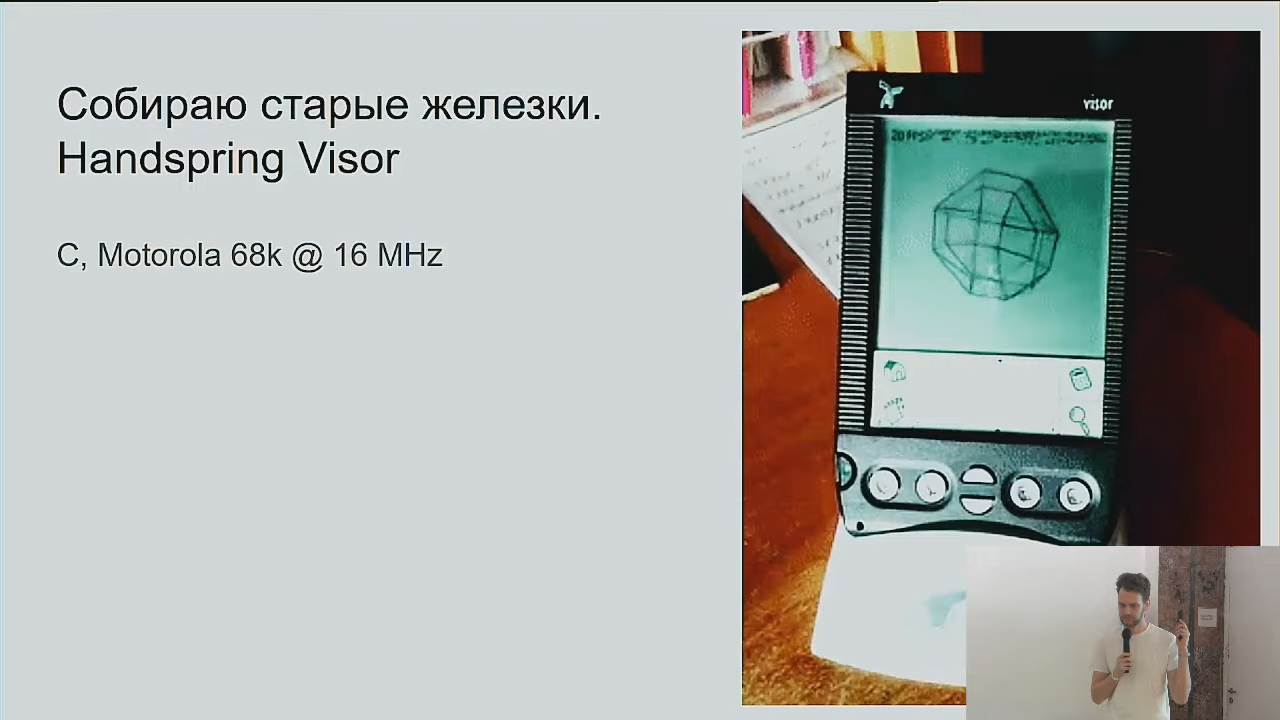 Собираю старые железки.
Handspring Visor
C, Motorola 68k @ 16 MHz
visor